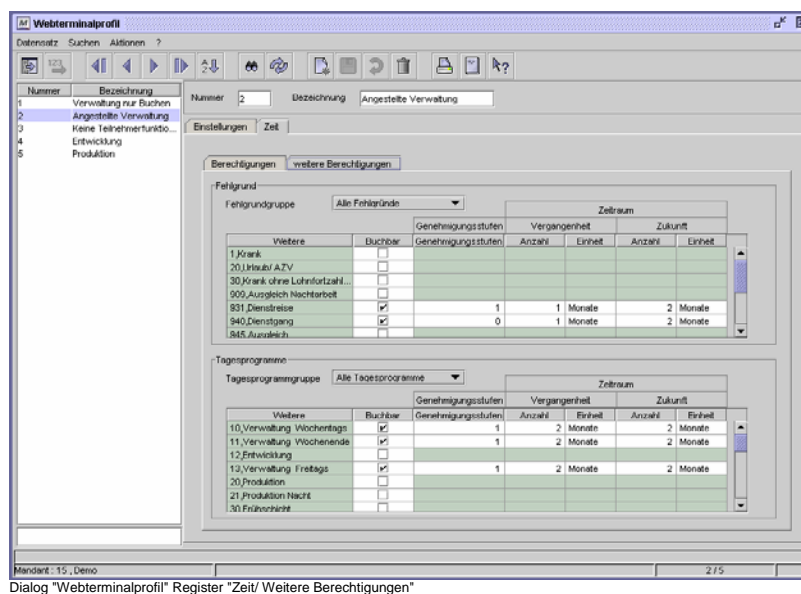 Webterminalprofil
Datensatz Suchen Aktionen ?
Nummer Bezeichnung
1 Verwaltung nur Buchen
2 Angestellte Verwaltung
3 Keine Teilnehmerfunktio...
4 Entwicklung
5 Produktion
Nummer 2 Bezeichnung Angestellte Verwaltung
Einstellungen Zeit
Berechtigungen weitere Berechtigungen
Fehlgrund
Fehlgrundgruppe Alle Fehlgründe
Zeitraum
Genehmigungsstufen Vergangenheit Zukunft
Weitere Buchbar Genehmigungsstufen Anzahl Einheit Anzahl Einheit
1,Krank
20,Urlaub/ AZV
30,Krank ohne Lohnfortzahl...
909,Ausgleich Nachtarbeit
931,Dienstreise 1 1 Monate 2 Monate
940,Dienstgang 0 1 Monate 2 Monate
945,Ausgleich
Tagesprogramme
Tagesprogrammgruppe Alle Tagesprogramme
Zeitraum
Genehmigungsstufen Vergangenheit Zukunft
Weitere Buchbar Genehmigungsstufen Anzahl Einheit Anzahl Einheit
10,Verwaltung Wochentags 1 2 Monate 2 Monate
11,Verwaltung Wochenende 1 2 Monate 2 Monate
12,Entwicklung
13,Verwaltung Freitags 1 2 Monate 2 Monate
20,Produktion
21,Produktion Nacht
30,Frühschicht
Mandant : 15 , Demo 2 / 5
Dialog "Webterminalprofil" Register "Zeit/ Weitere Berechtigungen"